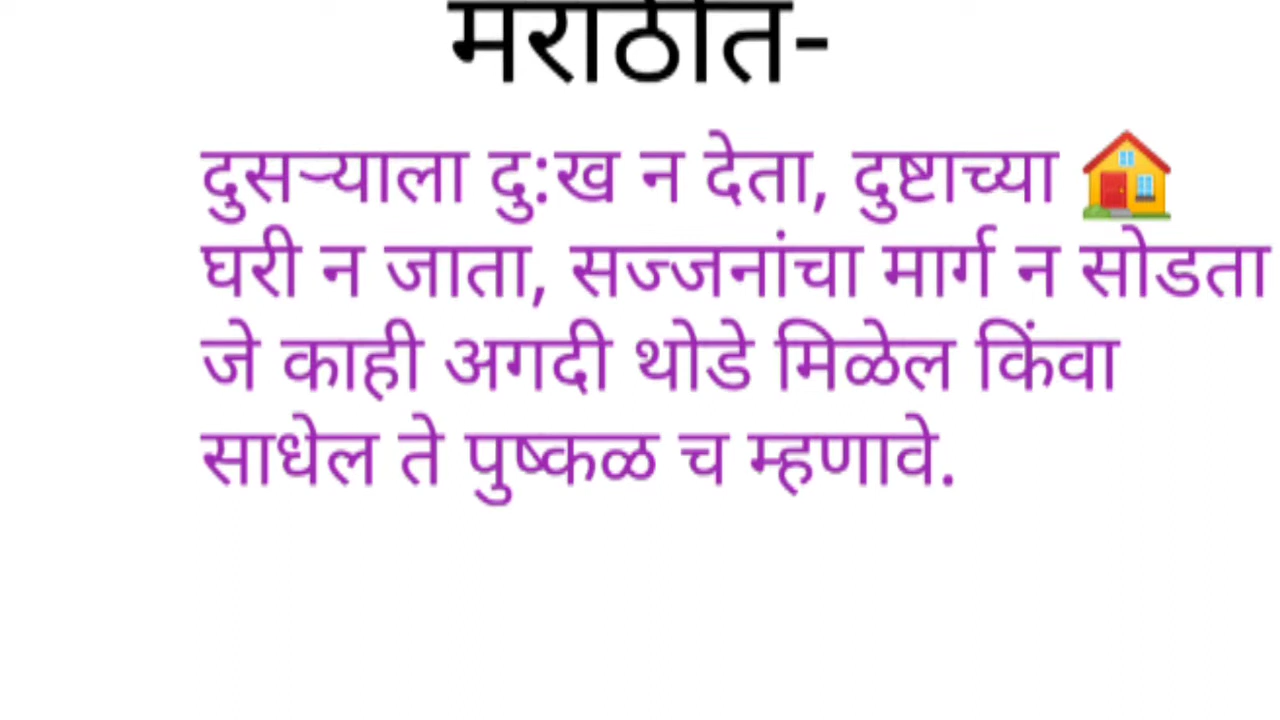 मराठीत-
दुसऱ्याला दु:ख न देता, दुष्टाच्या 🏠
घरी न जाता, सज्जनांचा मार्ग न सोडता
जे काही अगदी थोडे मिळेल किंवा
साधेल ते पुष्कळ च म्हणावे.